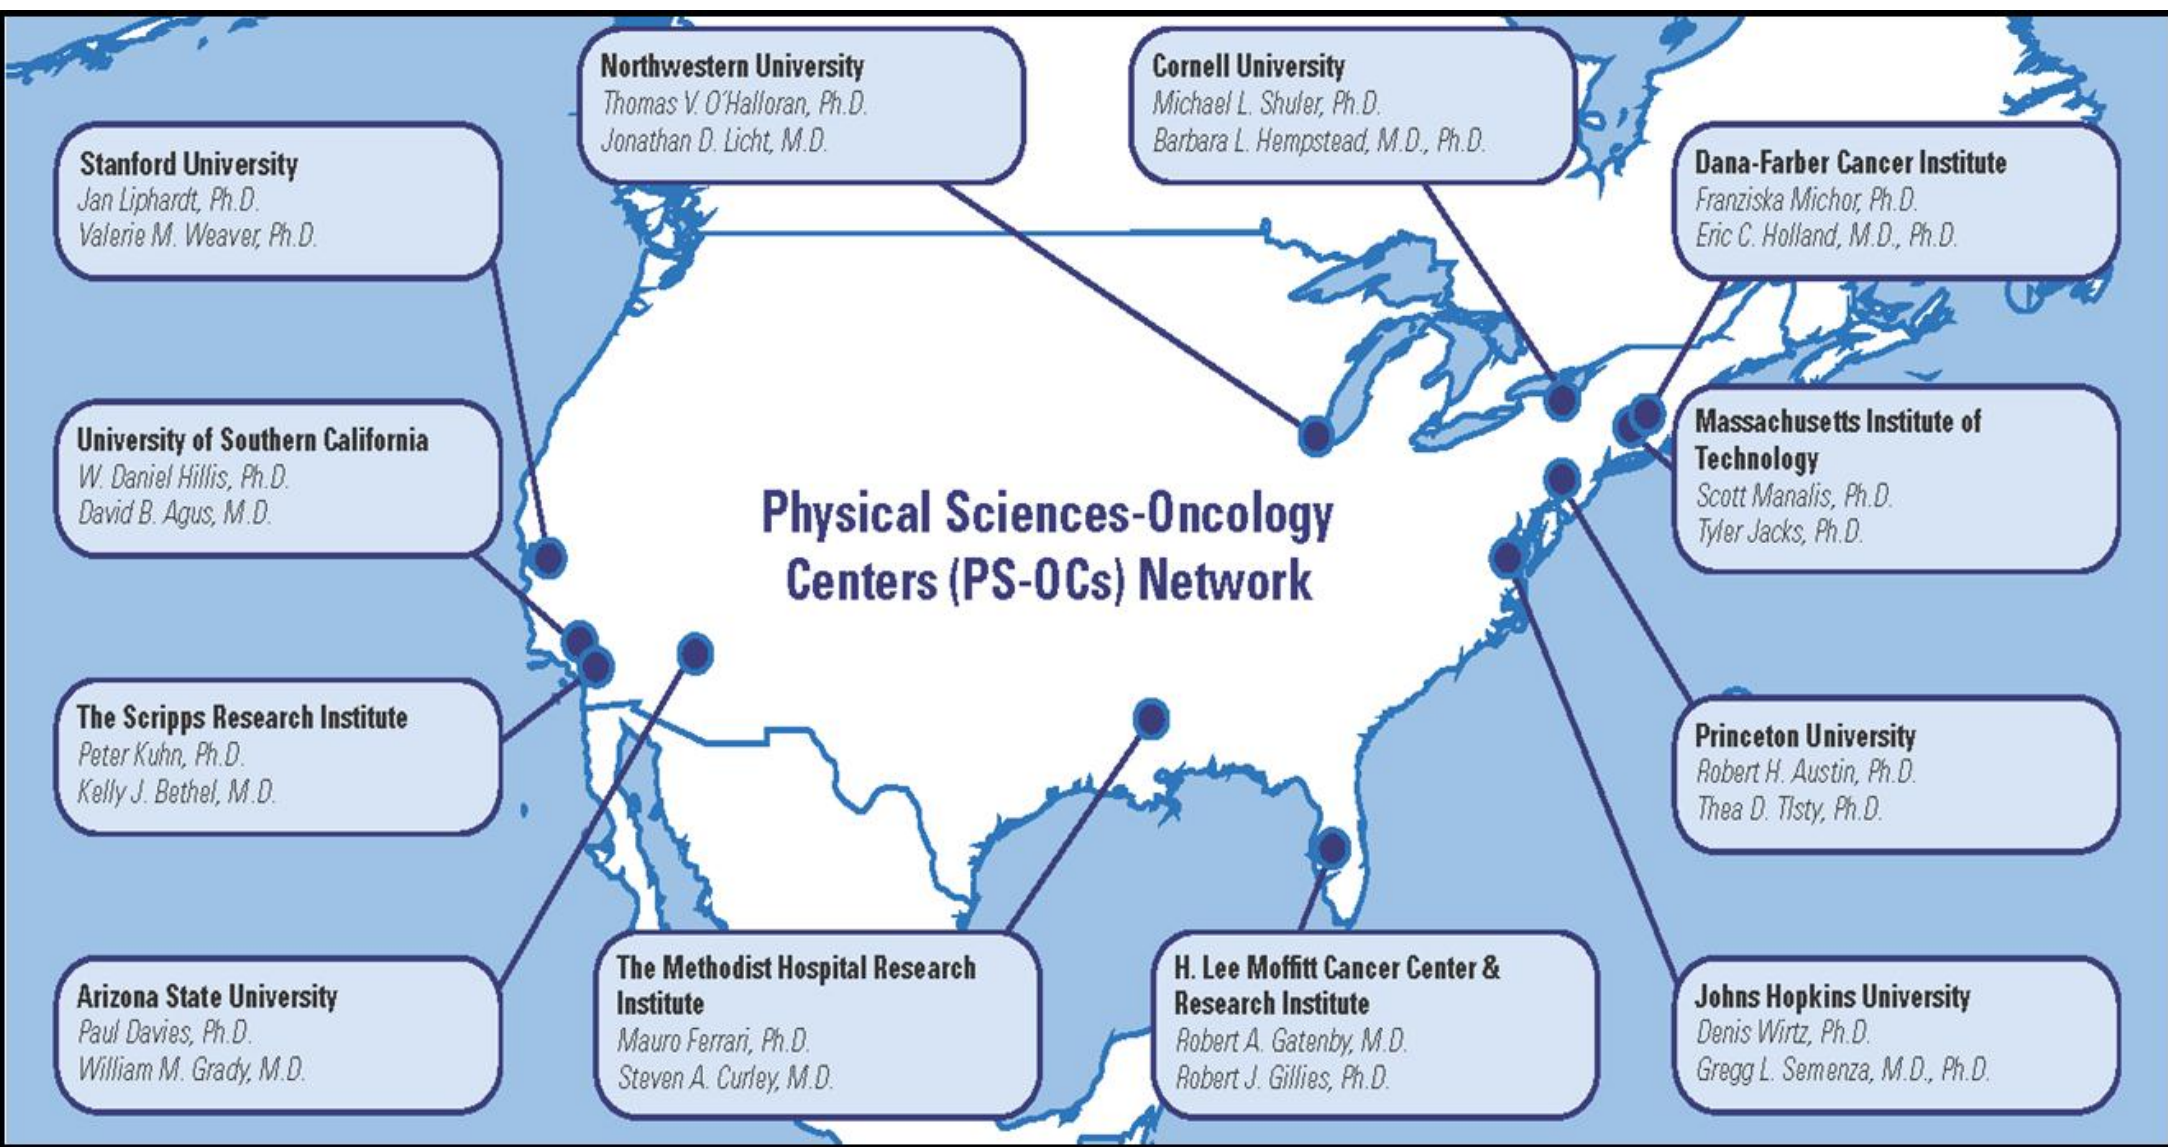 Northwestern University
Thomas V. O'Halloran, Ph.D.
Jonathan D. Licht, M.D.
Cornell University
Michael L. Shuler, Ph.D.
Barbara L. Hempstead, M.D., Ph.D.
Stanford University
Jan Liphardt, Ph.D.
Valerie M. Weaver, Ph.D.
Dana-Farber Cancer Institute
Franziska Michor, Ph.D.
Eric C. Holland, M.D., Ph.D.
University of Southern California
W. Daniel Hillis, Ph.D.
David B. Agus, M.D.
Massachusetts Institute of
Technology
Scott Manalis, Ph.D.
Tyler Jacks, Ph.D.
Physical Sciences-Oncology
Centers (PS-OCs) Network
The Scripps Research Institute
Peter Kuhn, Ph.D.
Kelly J. Bethel, M.D.
Princeton University
Robert H. Austin, Ph.D.
Thea D. Tlsty, Ph.D.
Arizona State University
Paul Davies, Ph.D.
William M. Grady, M.D.
The Methodist Hospital Research
Institute
Mauro Ferrari, Ph.D.
Steven A. Curley, M.D.
H. Lee Moffitt Cancer Center &
Research Institute
Robert A. Gatenby, M.D.
Robert J. Gillies, Ph.D.
Johns Hopkins University
Denis Wirtz, Ph.D.
Gregg L. Semenza, M.D., Ph.D.